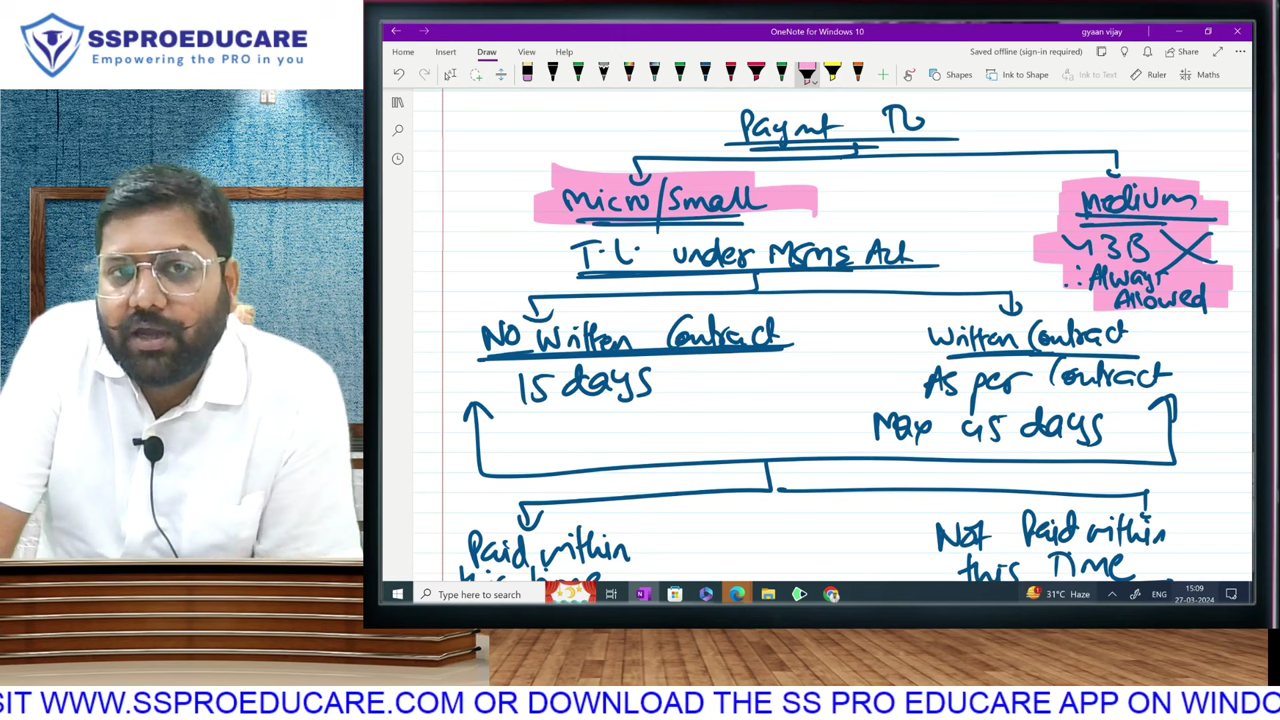 SSPROEDUCARE
Empowering the PRO in you
OneNote for Windows 10
gyaan vijay
Home Insert Draw View Help
Saved offline (sign-in required)
Share
Shapes
Ink to Shape
Ink to Text
Ruler
Maths
Paymt To
Micro/Small
Medium
T.L. under MSME Act
43B
∴ Always
Allowed
No Written Contract
Written Contract
15 days
As per Contract
Max 45 days
Paid within
this time
Not Paid within
this Time
Type here to search
31°C Haze
ENG
15:09
27-03-2024
SIT WWW.SSPROEDUCARE.COM OR DOWNLOAD THE SS PRO EDUCARE APP ON WINDO